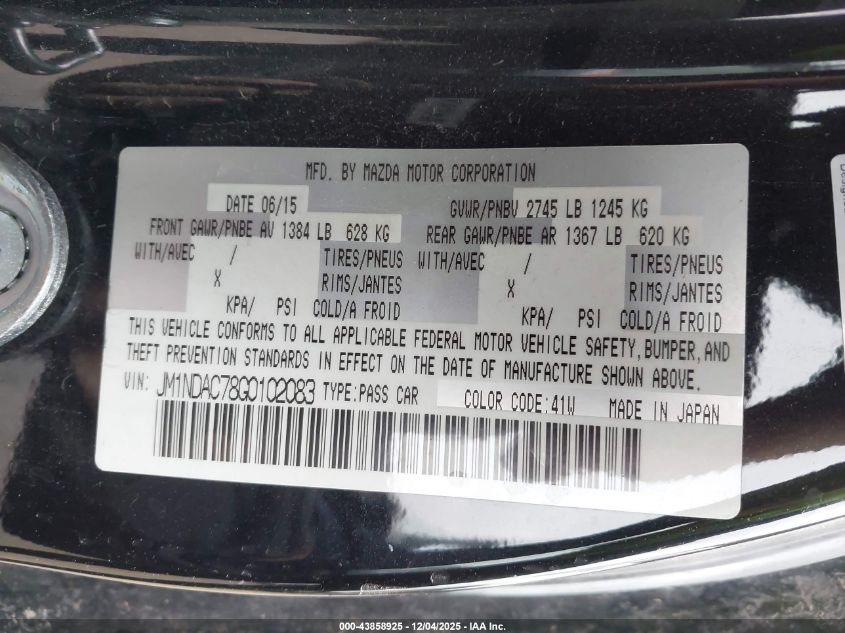 MFD. BY MAZDA MOTOR CORPORATION
DATE 06/15 GVWR/PNBV 2745 LB 1245 KG
FRONT GAWR/PNBE AV 1384 LB 628 KG REAR GAWR/PNBE AR 1367 LB 620 KG
WITH/AVEC / TIRES/PNEUS WITH/AVEC / TIRES/PNEUS
X RIMS/JANTES X RIMS/JANTES
KPA/ PSI COLD/A FROID KPA/ PSI COLD/A FROID
THIS VEHICLE CONFORMS TO ALL APPLICABLE FEDERAL MOTOR VEHICLE SAFETY, BUMPER, AND
THEFT PREVENTION STANDARDS IN EFFECT ON THE DATE OF MANUFACTURE SHOWN ABOVE.
VIN: JM1NDAC78G0102083 TYPE:PASS CAR COLOR CODE:41W MADE IN JAPAN
000-43858925 - 12/04/2025 - IAA Inc.